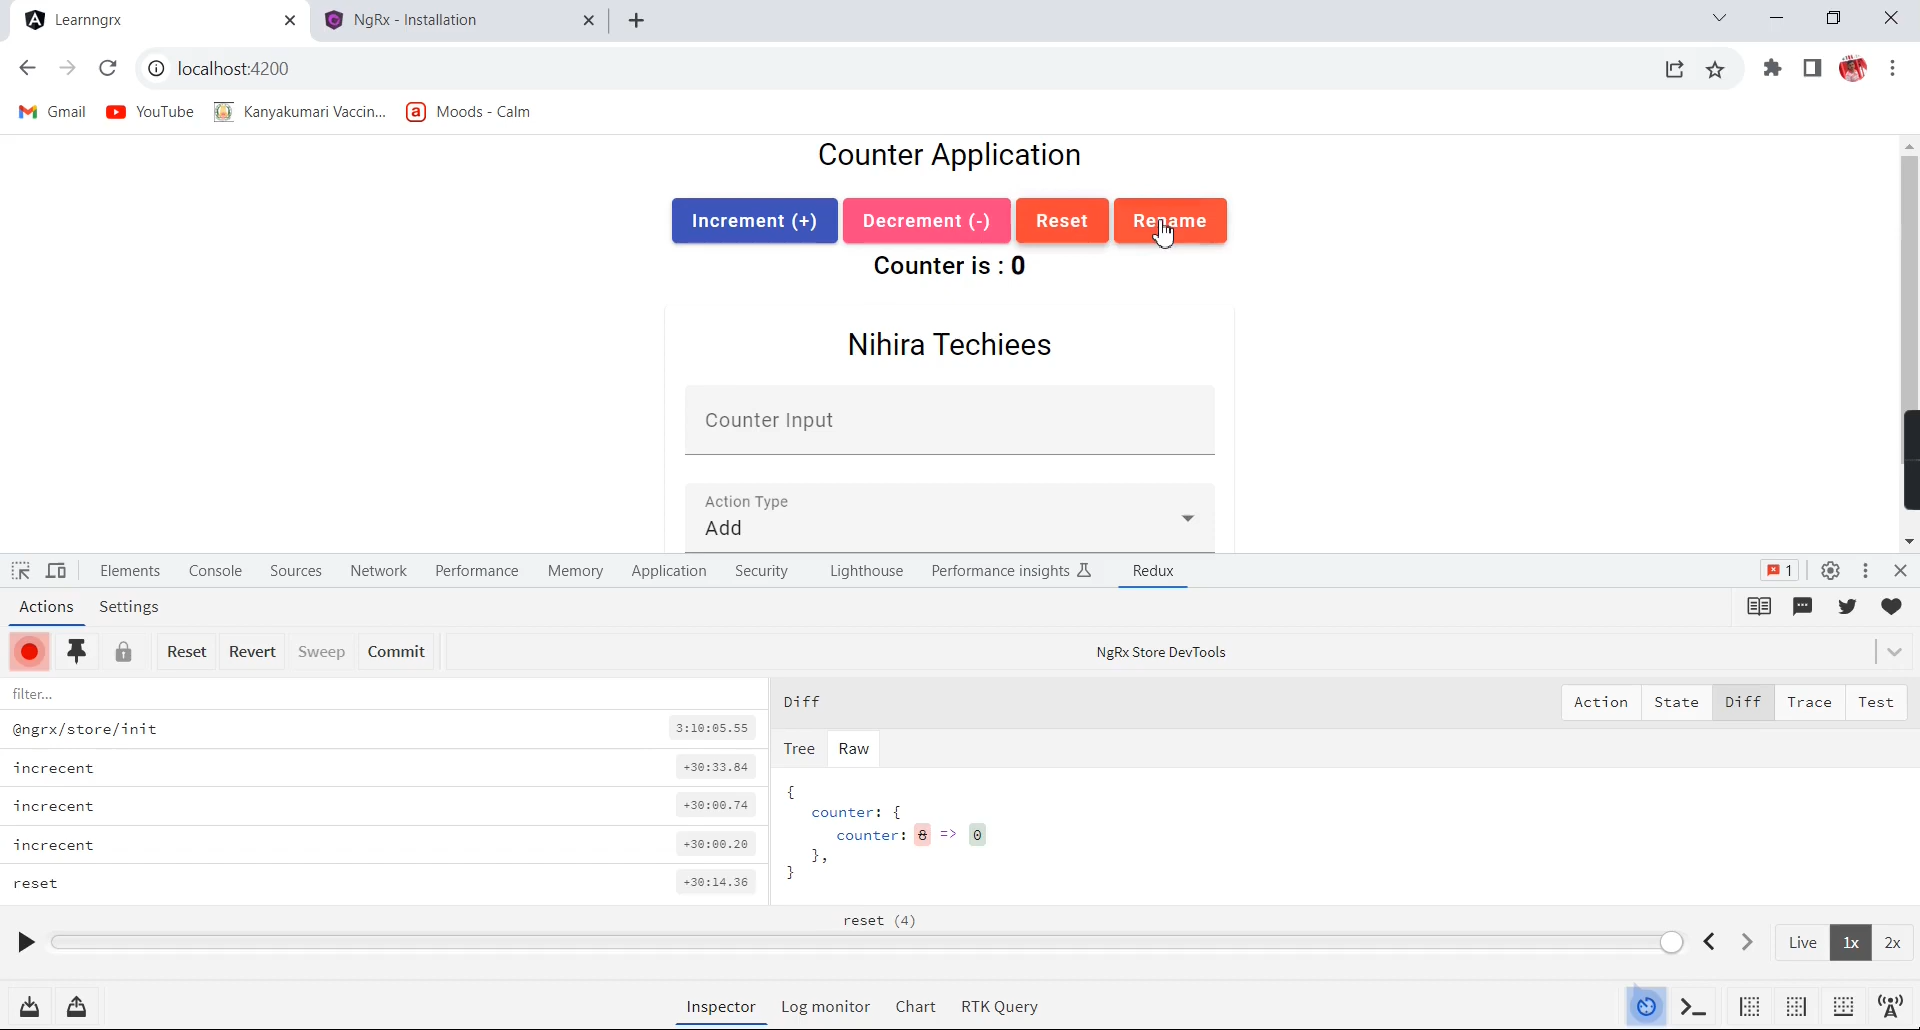 Learnngrx
NgRx - Installation
localhost:4200
Gmail
YouTube
Kanyakumari Vaccin...
Moods - Calm
Counter Application
Increment (+)
Decrement (-)
Reset
Rename
Counter is : 0
Nihira Techiees
Counter Input
Action Type
Add
Elements
Console
Sources
Network
Performance
Memory
Application
Security
Lighthouse
Performance insights
Redux
1
Actions
Settings
Reset
Revert
Sweep
Commit
NgRx Store DevTools
filter...
@ngrx/store/init 3:10:05.55
increcent +30:33.84
increcent +30:00.74
increcent +30:00.20
reset +30:14.36
Diff
Action
State
Diff
Trace
Test
Tree
Raw
{
counter: {
counter: 8 => 0
},
}
reset (4)
Live
1x
2x
Inspector
Log monitor
Chart
RTK Query